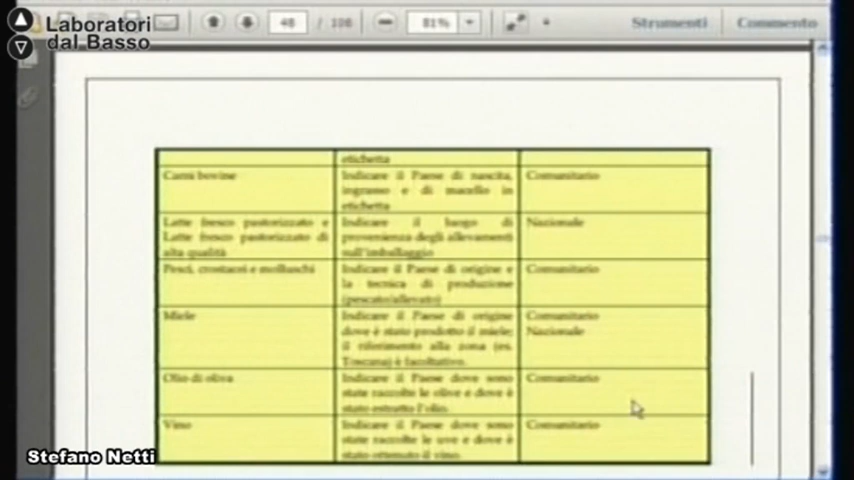 Laboratori
dal Basso
48 / 108
81%
Strumenti
Commento
etichetta
Carni bovine
Indicare il Paese di nascita,
ingrasso e di macello in
etichetta
Comunitario
Latte fresco pastorizzato e
Latte fresco pastorizzato di
alta qualità
Indicare il luogo di
provenienza degli allevamenti
sull'imballaggio
Nazionale
Pesci, crostacei e molluschi
Indicare il Paese di origine e
la tecnica di produzione
(pescato/allevato)
Comunitario
Miele
Indicare il Paese di origine
dove è stato prodotto il miele;
il riferimento alla zona (es.
Toscana) è facoltativo.
Comunitario
Nazionale
Olio di oliva
Indicare il Paese dove sono
state raccolte le olive e dove è
stato estratto l'olio.
Comunitario
Vino
Indicare il Paese dove sono
state raccolte le uve e dove è
stato ottenuto il vino.
Comunitario
Stefano Netti